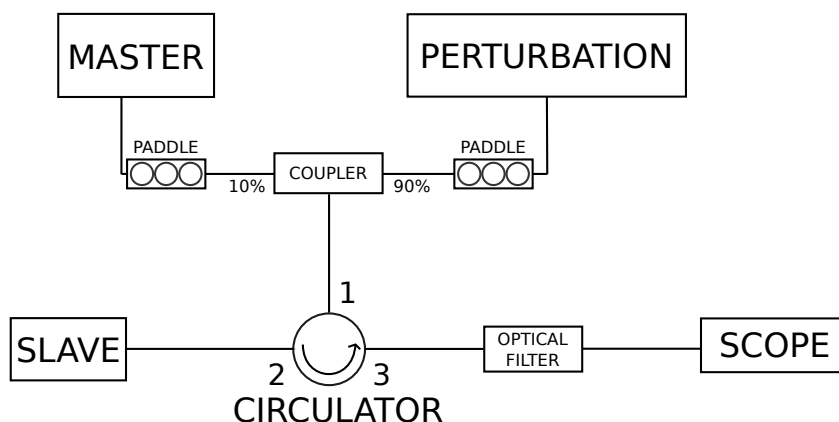 MASTER
PERTURBATION
PADDLE
PADDLE
COUPLER
10%
90%
1
SLAVE
OPTICAL
FILTER
SCOPE
2
3
CIRCULATOR